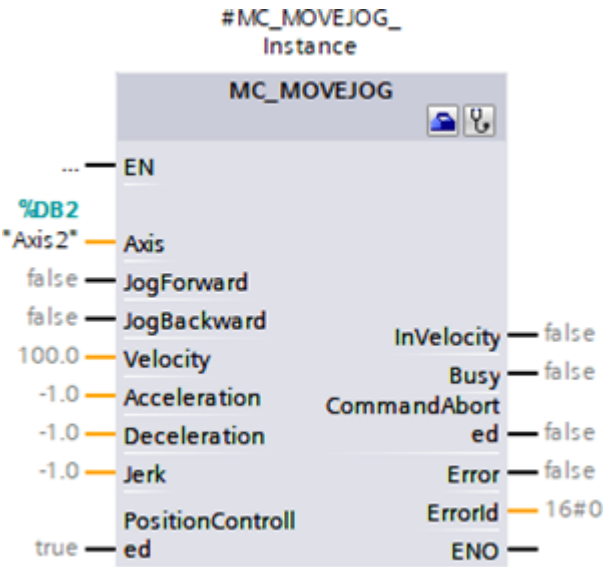 #MC_MOVEJOG_
Instance
MC_MOVEJOG
... EN
%DB2
"Axis2" Axis
false JogForward
false JogBackward
InVelocity false
100.0 Velocity
Busy false
-1.0 Acceleration
CommandAbort
-1.0 Deceleration
ed false
-1.0 Jerk
Error false
PositionControll
ErrorId 16#0
true ed
ENO